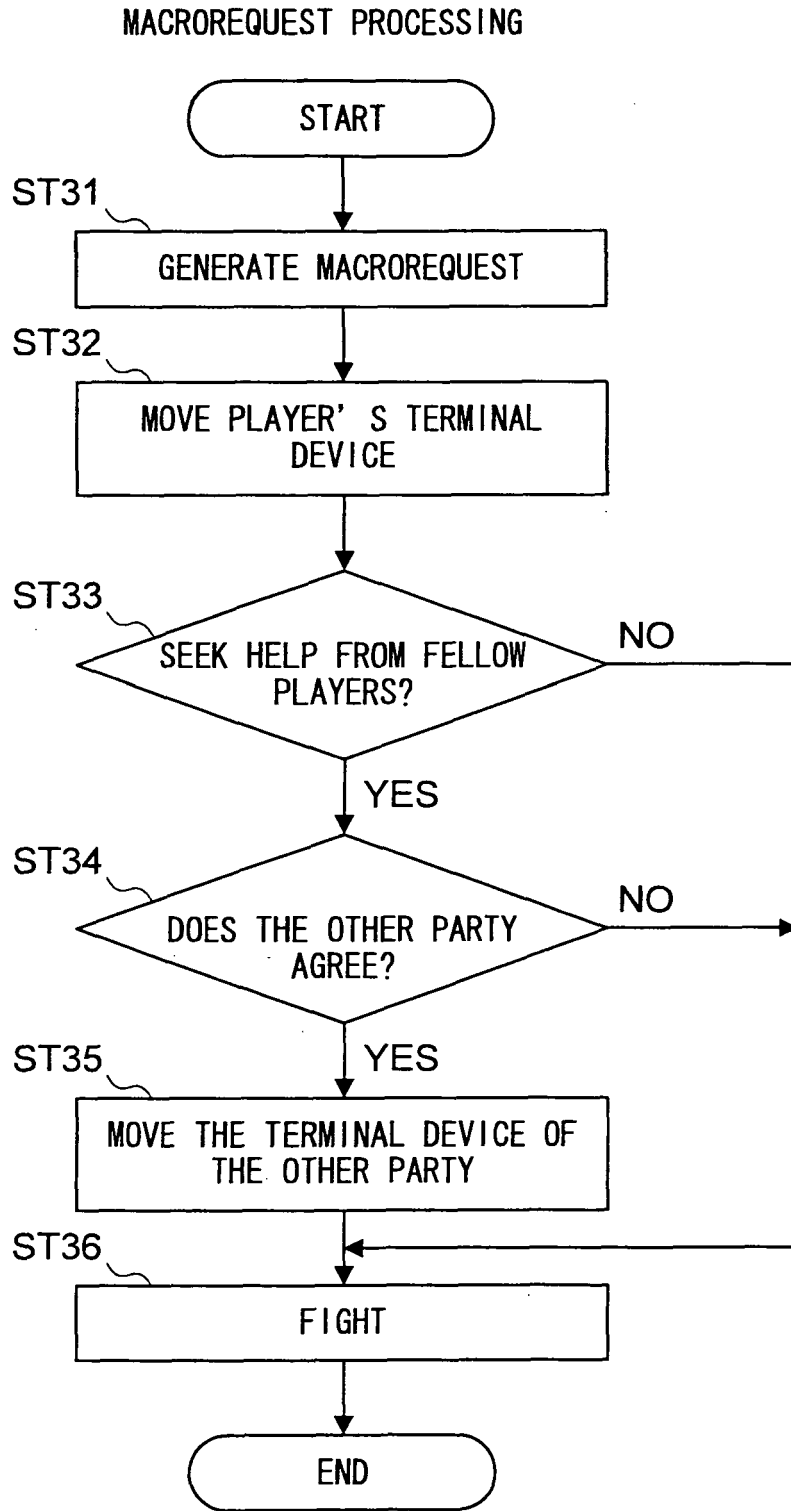 MACROREQUEST PROCESSING
START
ST31
GENERATE MACROREQUEST
ST32
MOVE PLAYER' S TERMINAL
DEVICE
ST33
SEEK HELP FROM FELLOW
PLAYERS?
NO
YES
ST34
DOES THE OTHER PARTY
AGREE?
NO
YES
ST35
MOVE THE TERMINAL DEVICE OF
THE OTHER PARTY
ST36
FIGHT
END